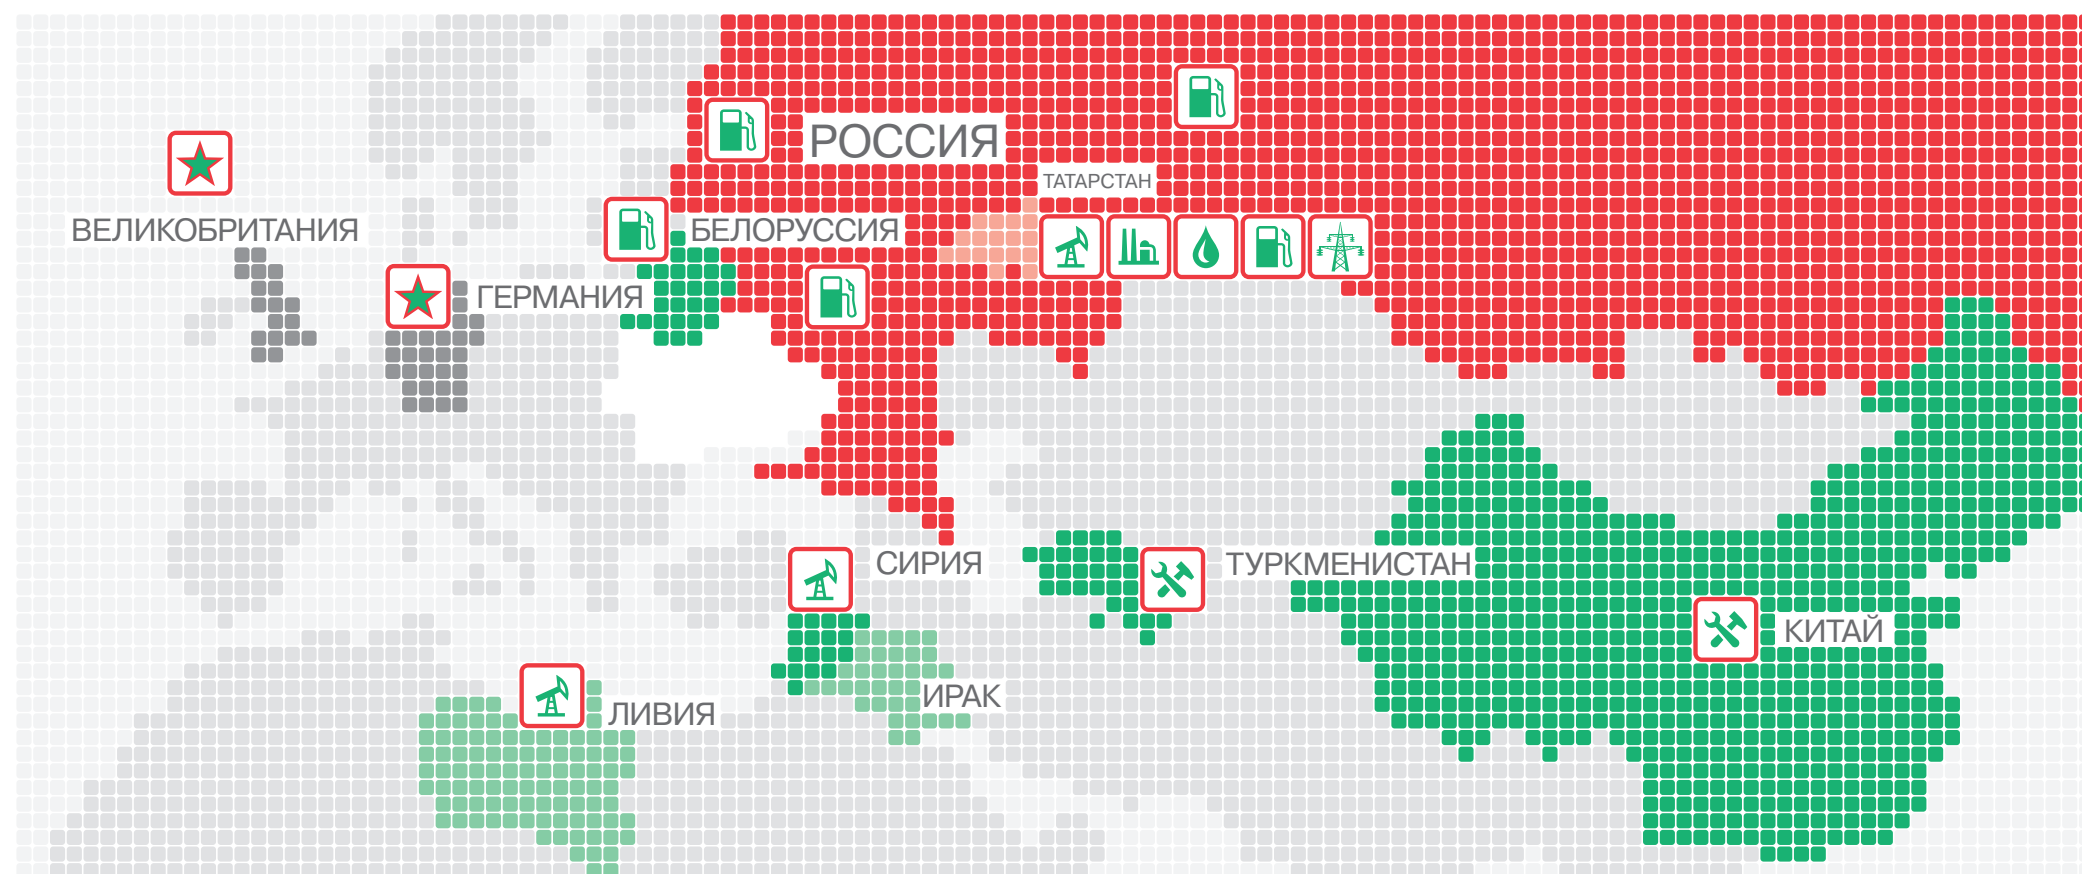 РОССИЯ
ТАТАРСТАН
ВЕЛИКОБРИТАНИЯ
БЕЛОРУССИЯ
ГЕРМАНИЯ
СИРИЯ
ТУРКМЕНИСТАН
КИТАЙ
ИРАК
ЛИВИЯ